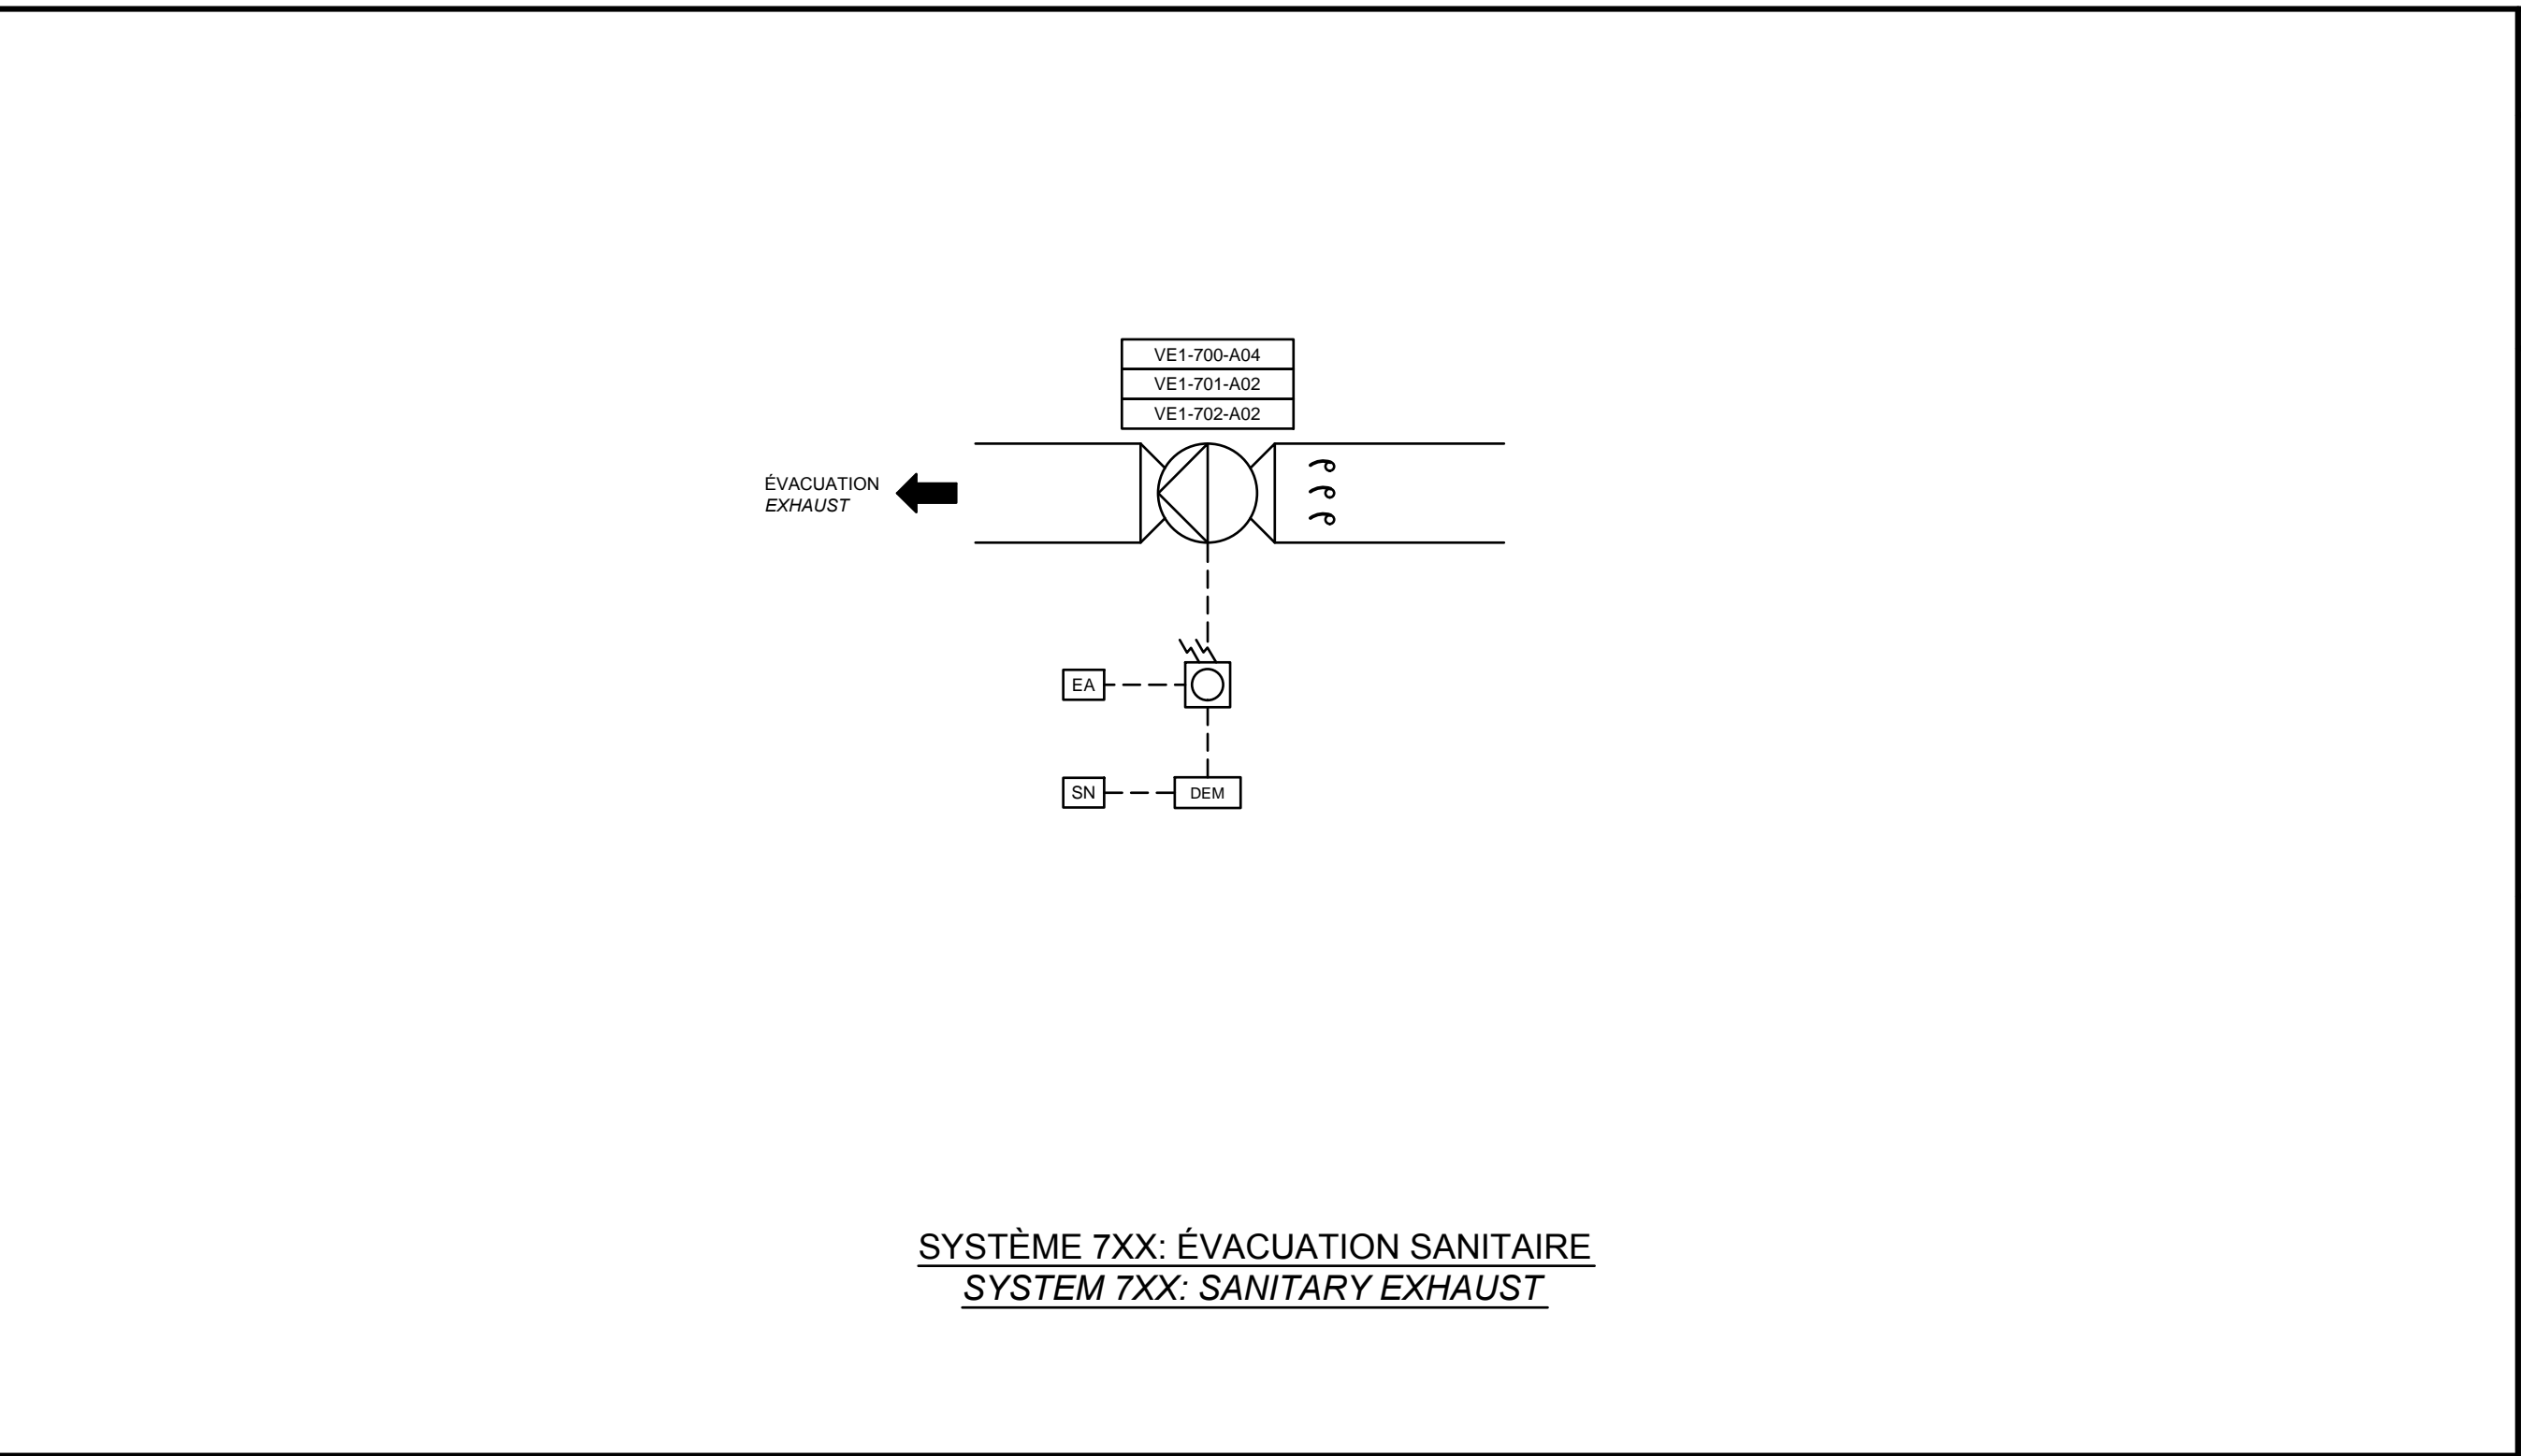 VE1-700-A04
VE1-701-A02
VE1-702-A02
ÉVACUATION
EXHAUST
EA
SN
DEM
SYSTÈME 7XX: ÉVACUATION SANITAIRE
SYSTEM 7XX: SANITARY EXHAUST